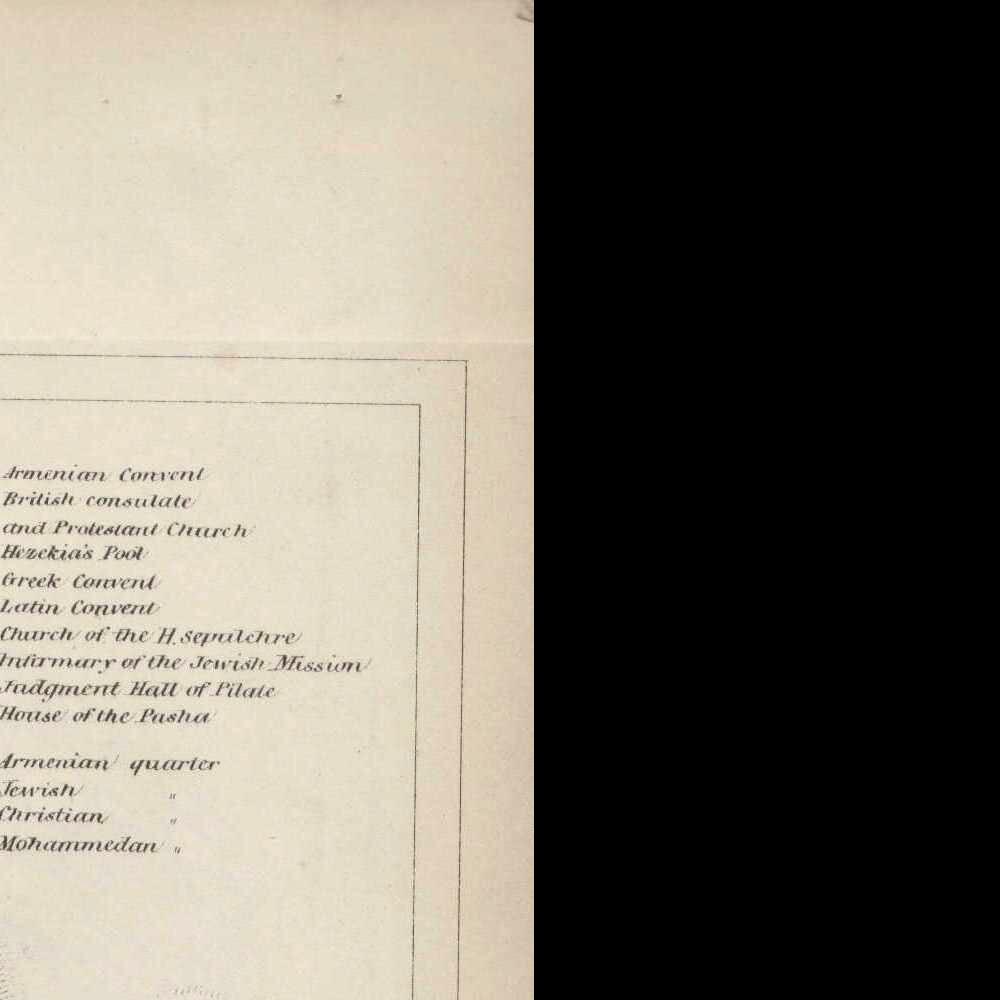 Armenian Convent
British consulate
and Protestant Church
Hezekia's Pool
Greek Convent
Latin Convent
Church of the H. Sepulchre
Infirmary of the Jewish Mission
Judgment Hall of Pilate
House of the Pasha
Armenian quarter
Jewish "
Christian "
Mohammedan "